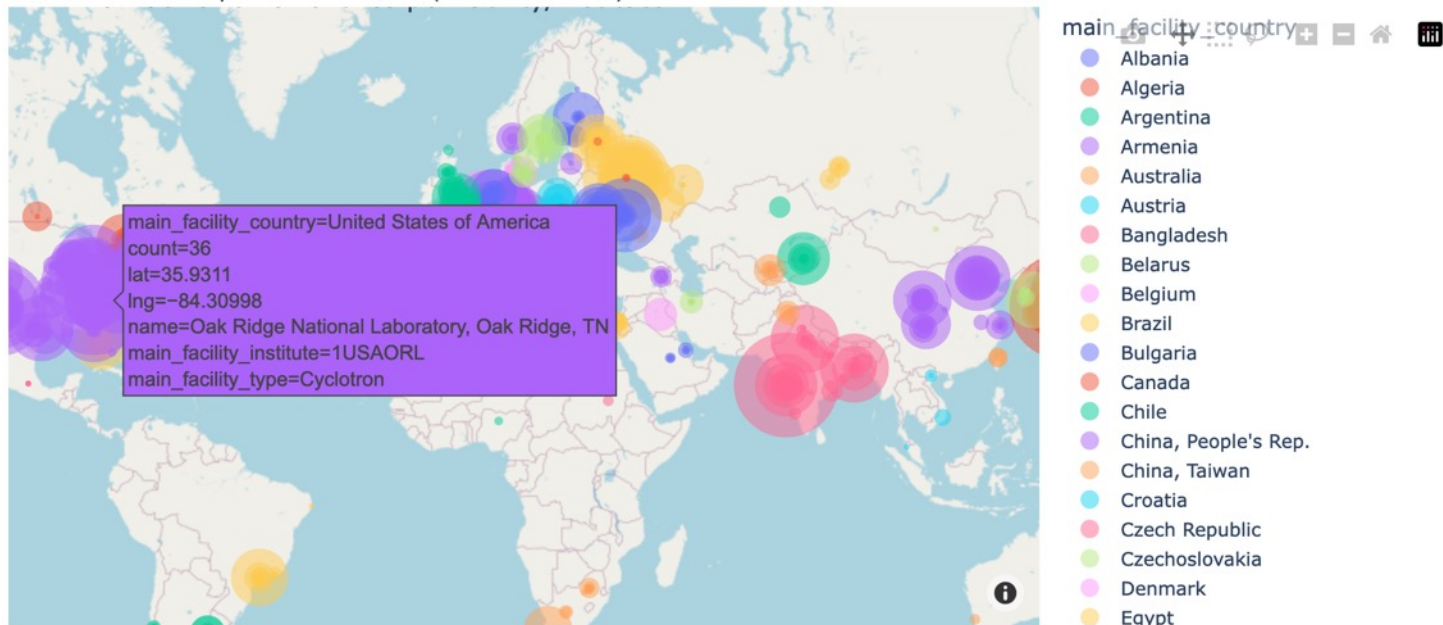 main_facility_country
Albania
Algeria
Argentina
Armenia
Australia
Austria
Bangladesh
Belarus
Belgium
Brazil
Bulgaria
Canada
Chile
China, People's Rep.
China, Taiwan
Croatia
Czech Republic
Czechoslovakia
Denmark
Egypt
main_facility_country=United States of America
count=36
lat=35.9311
lng=−84.30998
name=Oak Ridge National Laboratory, Oak Ridge, TN
main_facility_institute=1USAORL
main_facility_type=Cyclotron